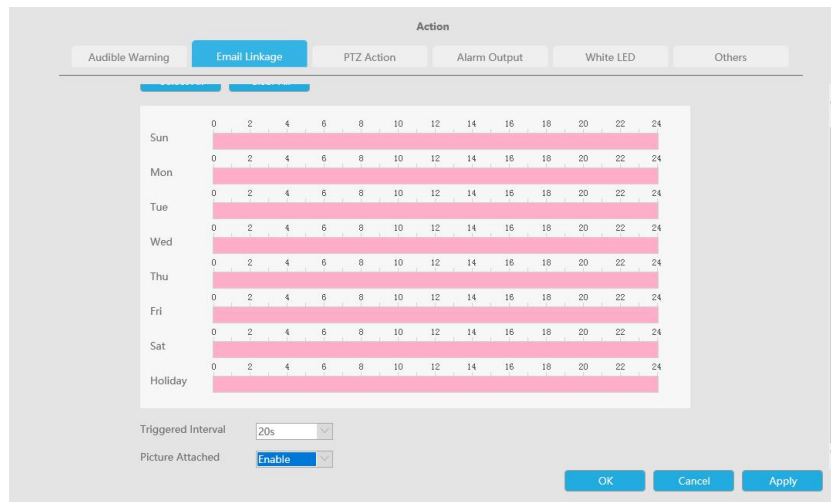 Action
Audible Warning Email Linkage PTZ Action Alarm Output White LED Others
0 2 4 6 8 10 12 14 16 18 20 22 24
Sun
0 2 4 6 8 10 12 14 16 18 20 22 24
Mon
0 2 4 6 8 10 12 14 16 18 20 22 24
Tue
0 2 4 6 8 10 12 14 16 18 20 22 24
Wed
0 2 4 6 8 10 12 14 16 18 20 22 24
Thu
0 2 4 6 8 10 12 14 16 18 20 22 24
Fri
0 2 4 6 8 10 12 14 16 18 20 22 24
Sat
0 2 4 6 8 10 12 14 16 18 20 22 24
Holiday
Triggered Interval 20s
Picture Attached Enable
OK Cancel Apply